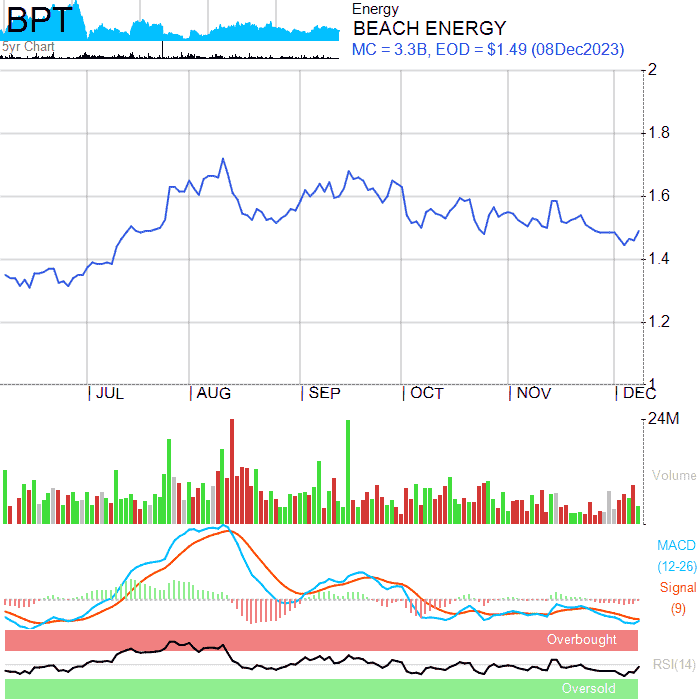 BPT
5yr Chart
Energy
BEACH ENERGY
MC = 3.3B, EOD = $1.49 (08Dec2023)
2
1.8
1.6
1.4
1.2
1
JUL AUG SEP OCT NOV DEC
24M
Volume
MACD
(12-26)
Signal
(9)
Overbought
RSI(14)
Oversold